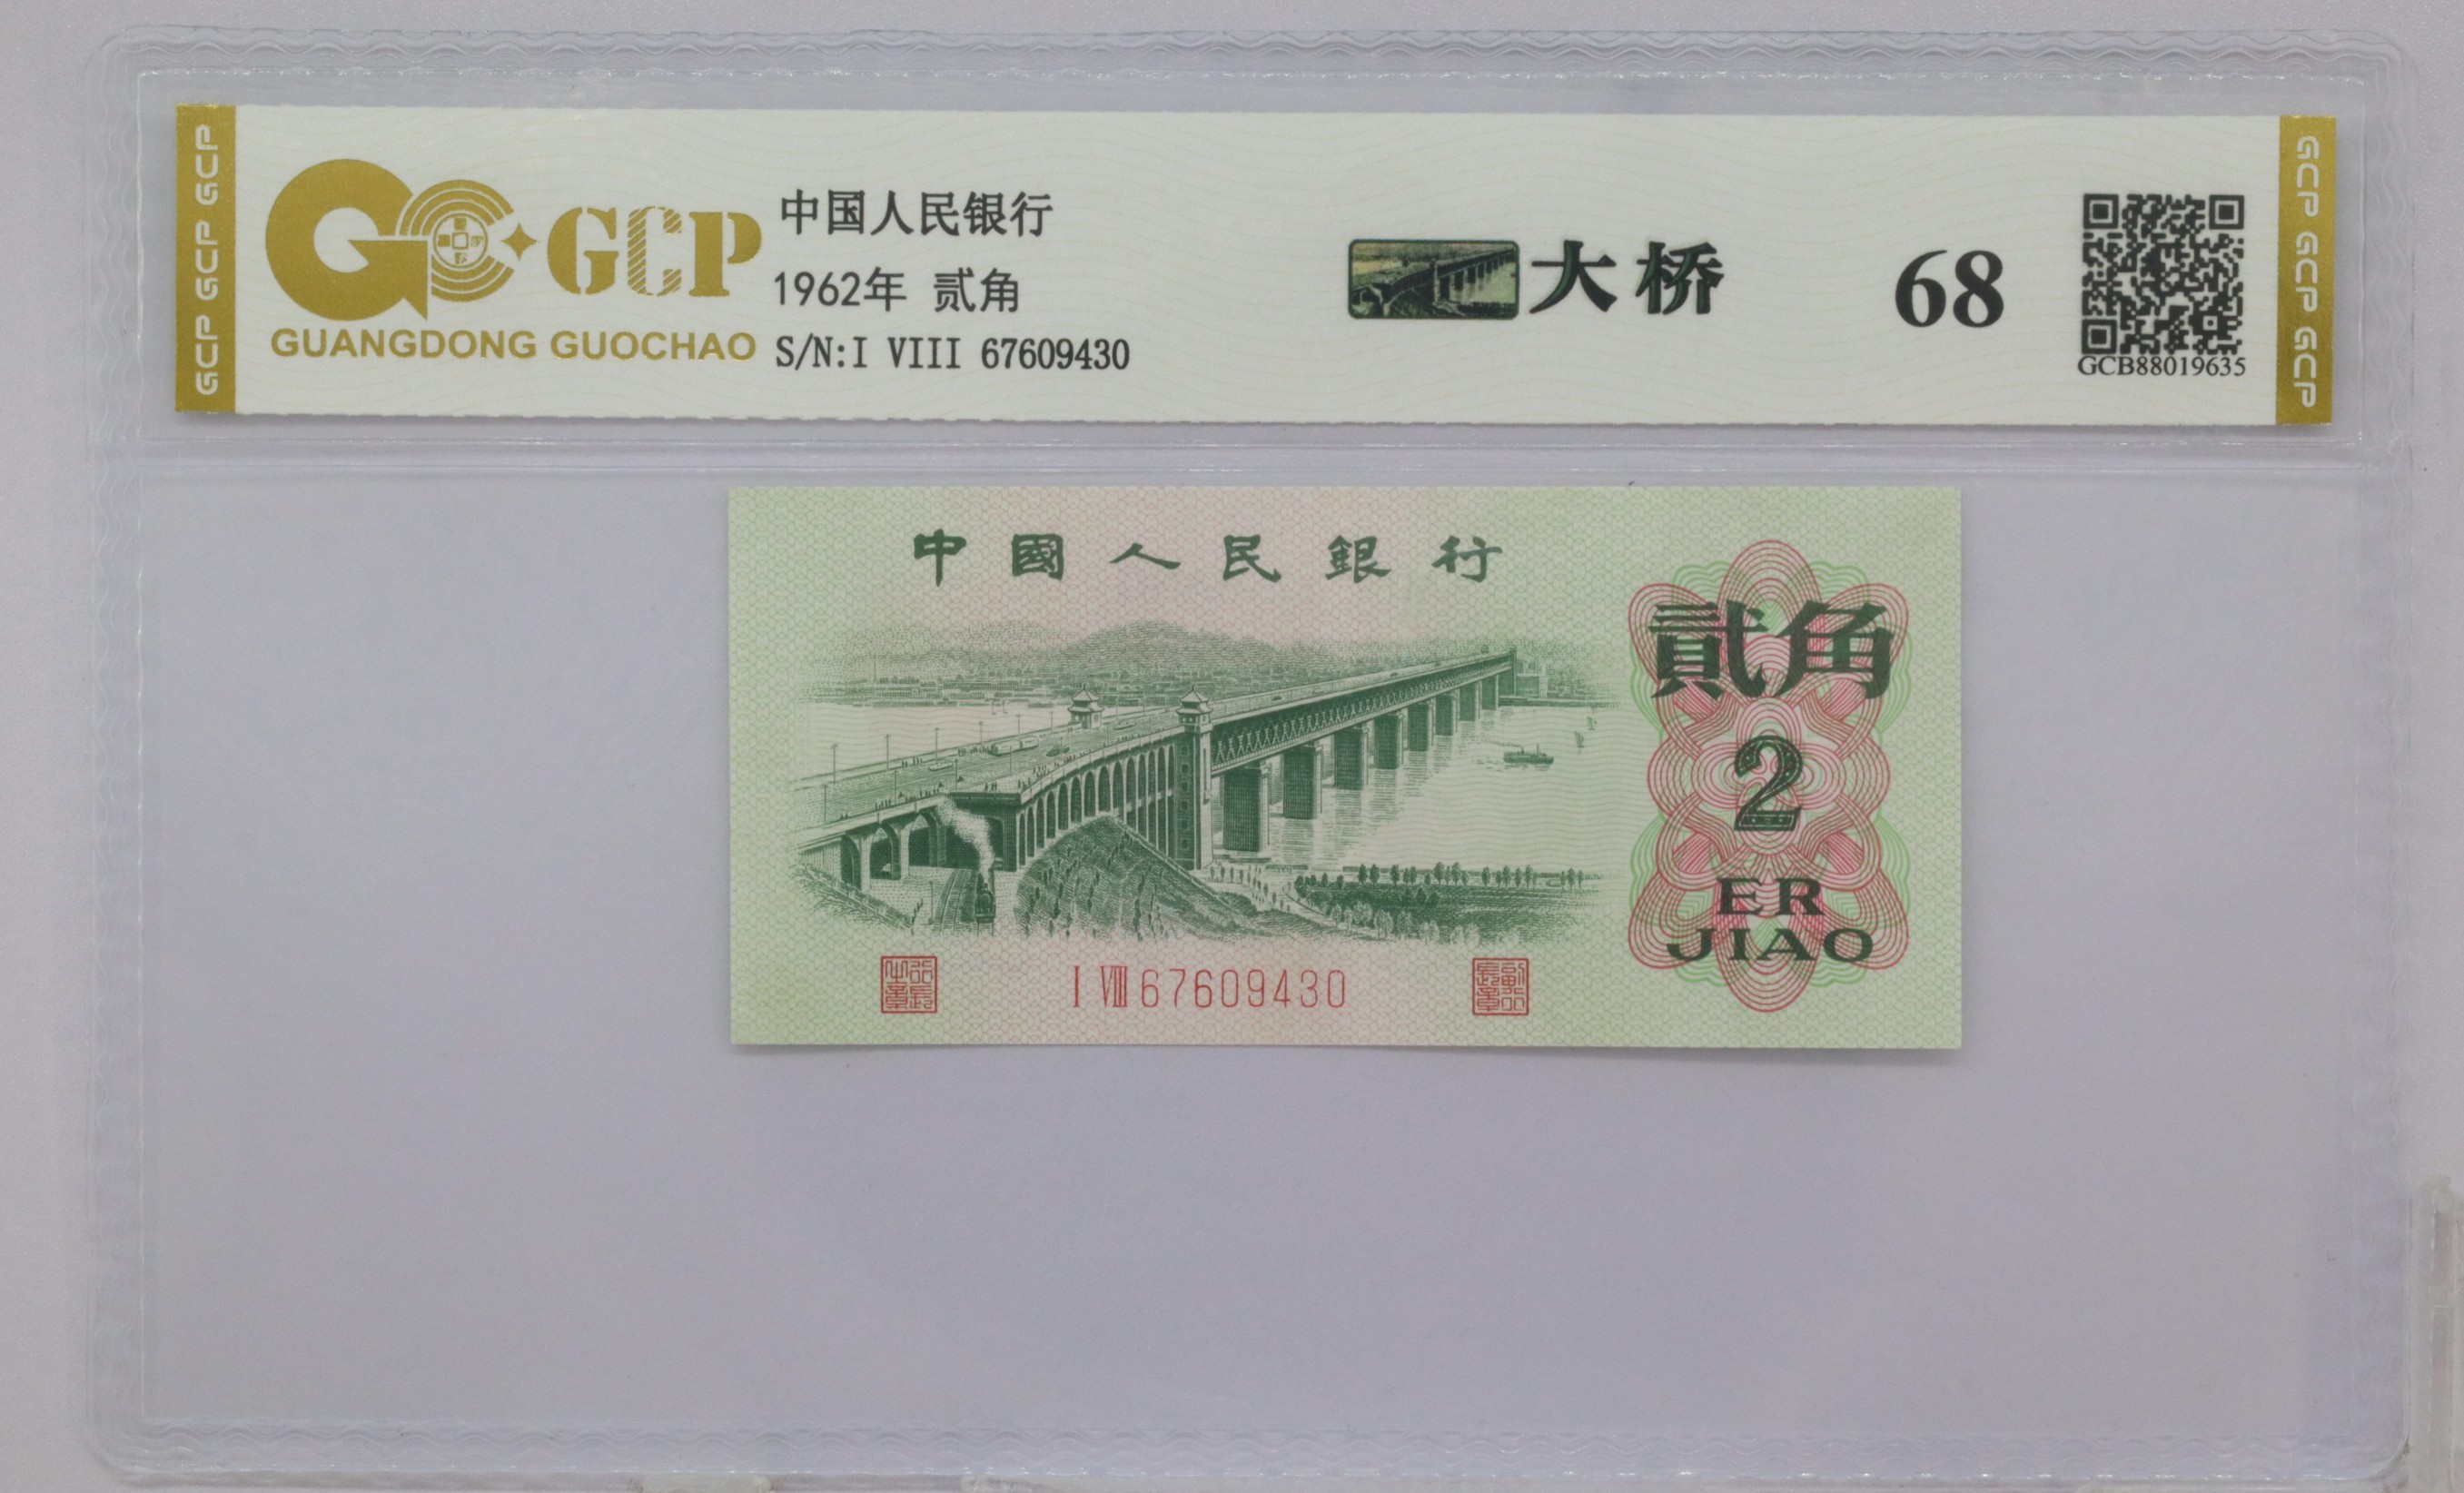 GCP GCP GCP
GCP
GUANGDONG GUOCHAO
中国人民银行
1962年 贰角
S/N:I VIII 67609430
大桥
68
GCB88019635
GCP GCP GCP
中國人民銀行
貳角
2
ER
JIAO
I VIII 67609430